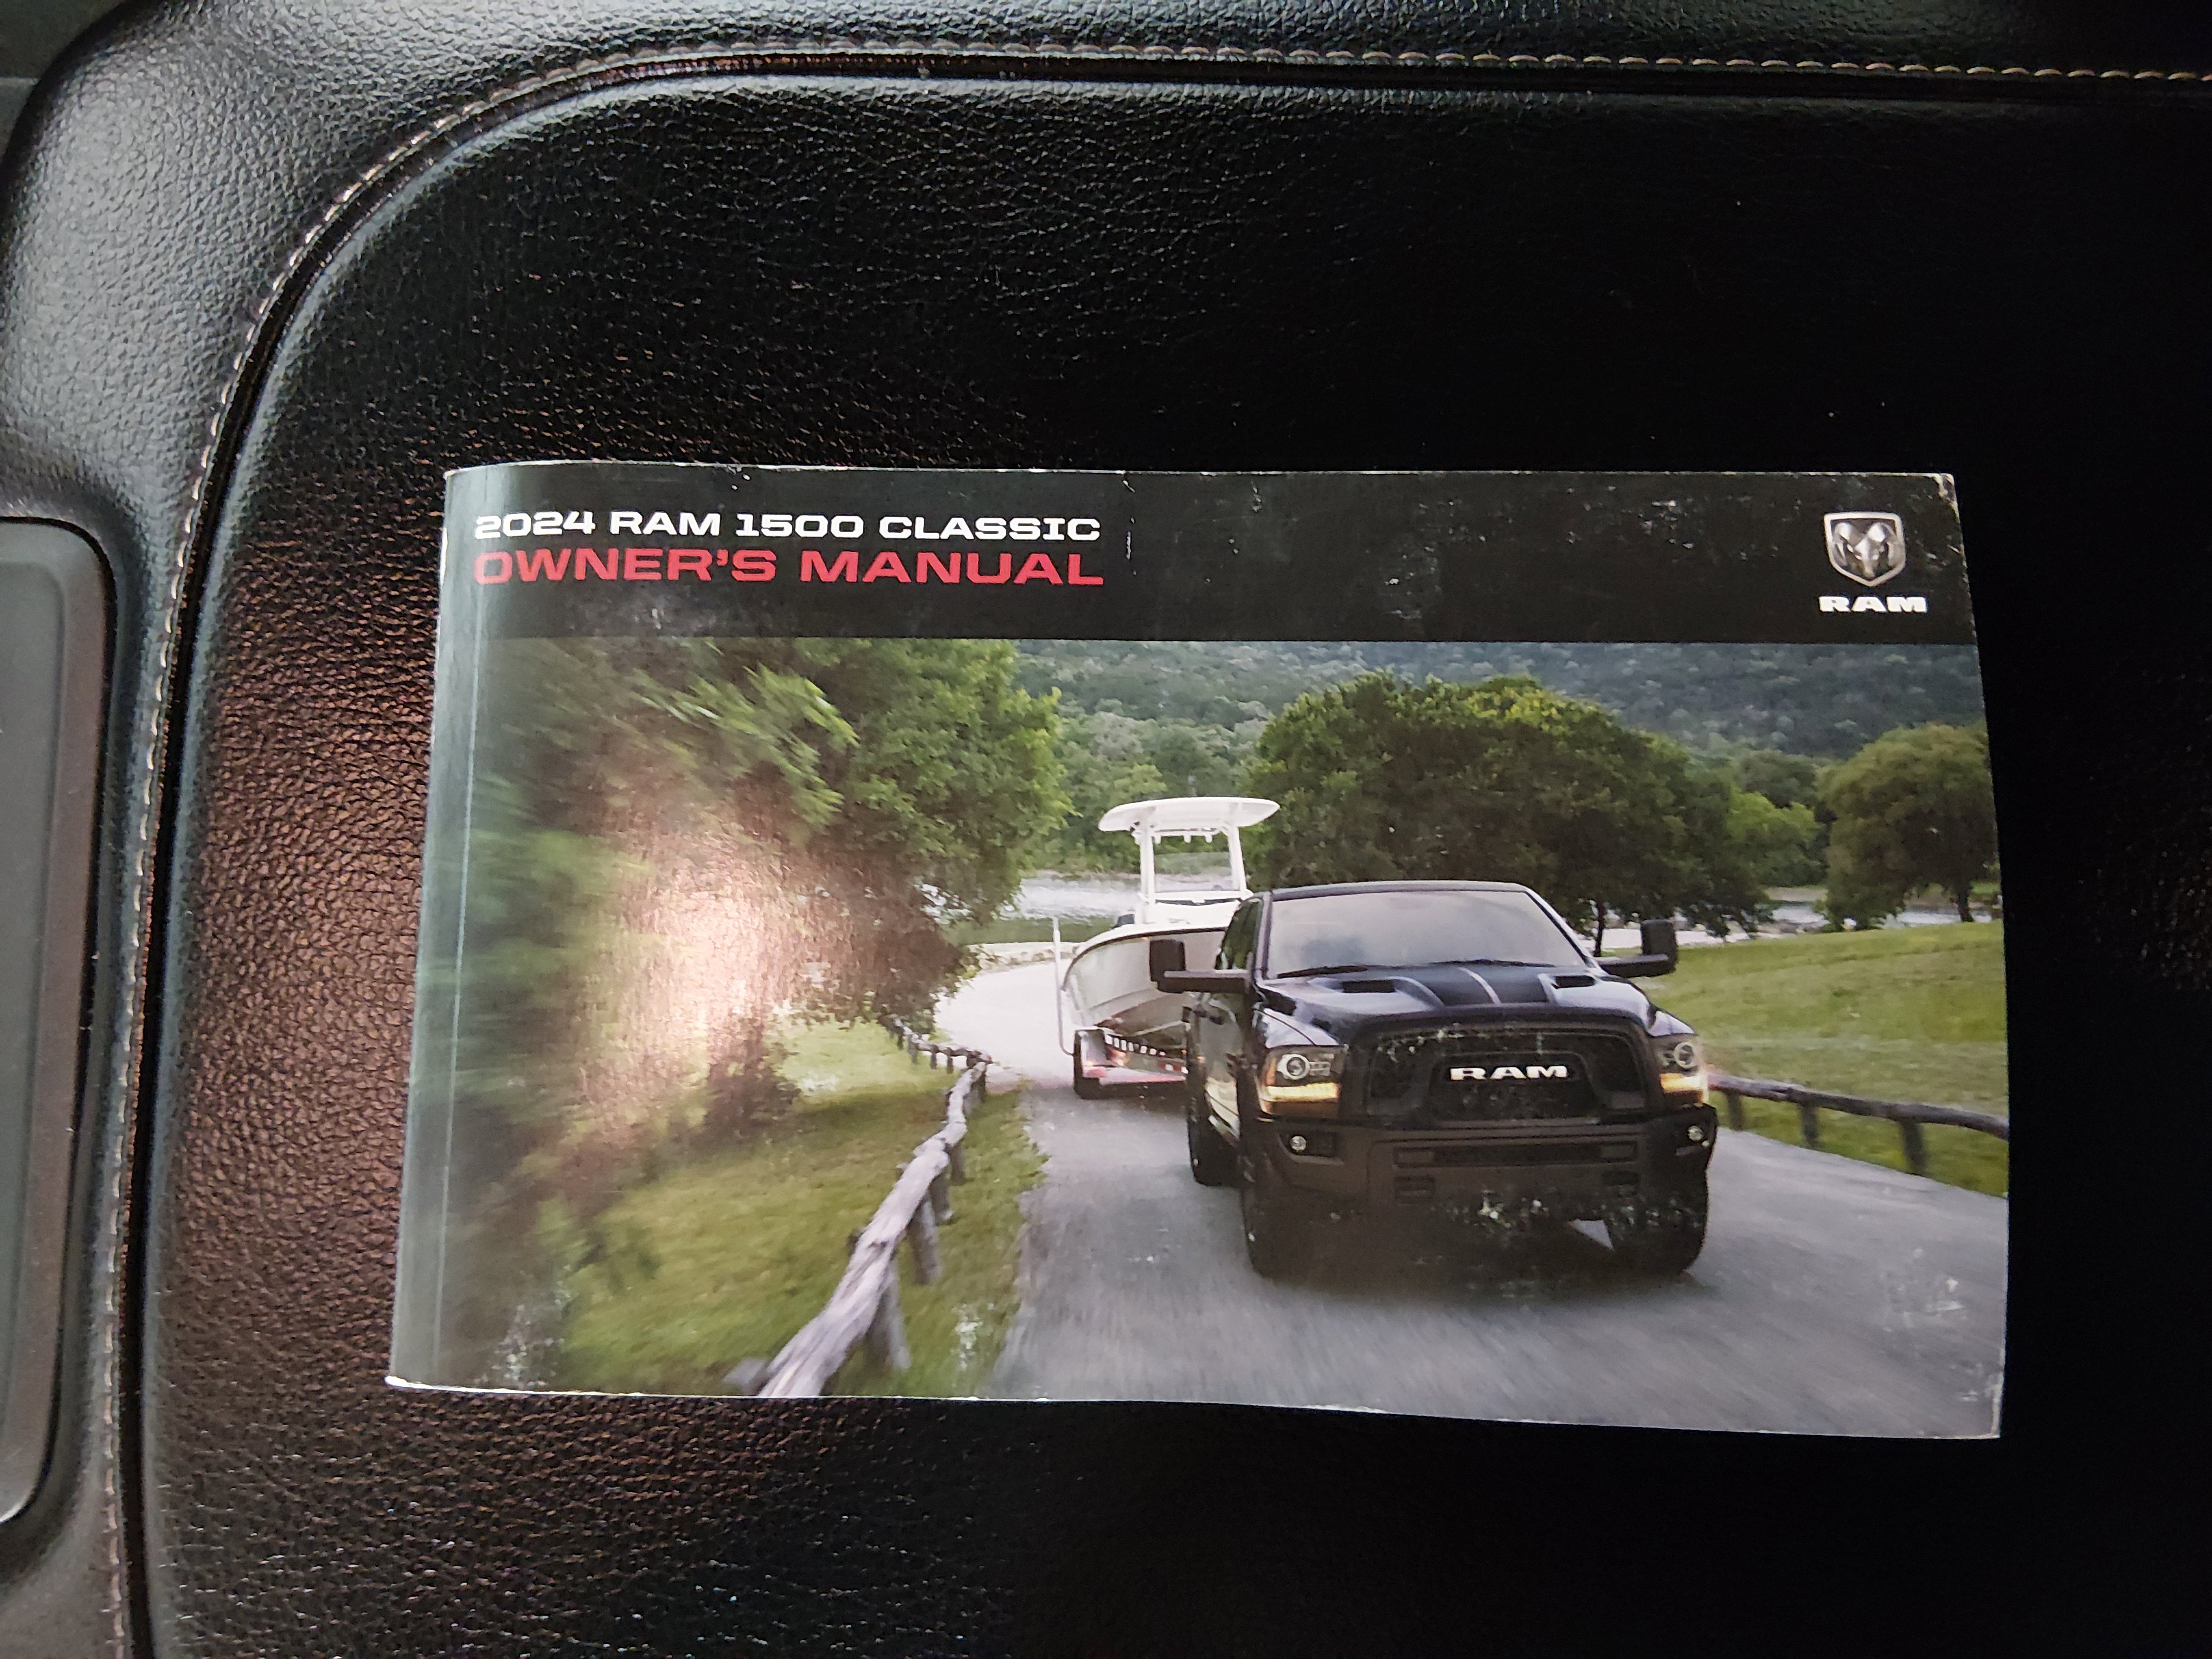 2024 RAM 1500 CLASSIC
OWNER'S MANUAL
RAM
RAM